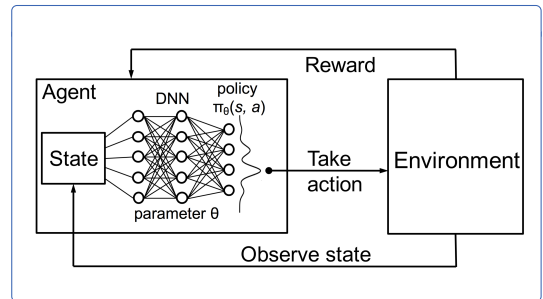 Reward
Agent
DNN
policy
πθ(s, a)
State
Take
action
Environment
parameter θ
Observe state